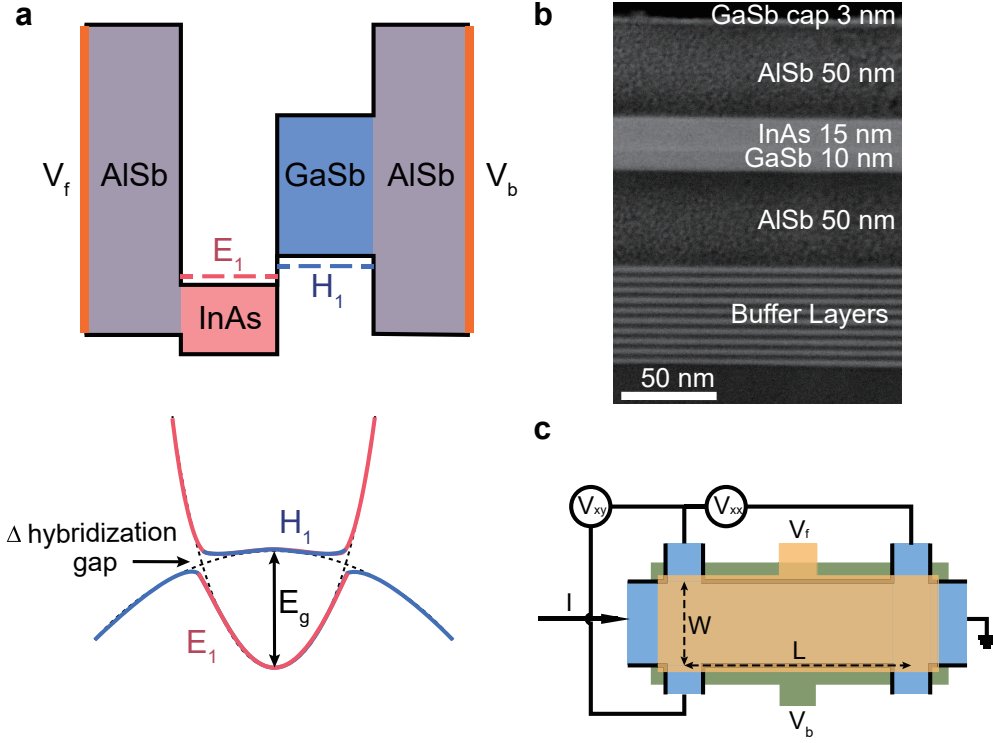 a
V_f
AlSb
GaSb
AlSb
V_b
E_1
H_1
InAs
Δ hybridization
gap
H_1
E_g
E_1
b
GaSb cap 3 nm
AlSb 50 nm
InAs 15 nm
GaSb 10 nm
AlSb 50 nm
Buffer Layers
50 nm
c
V_xy
V_xx
V_f
I
W
L
V_b